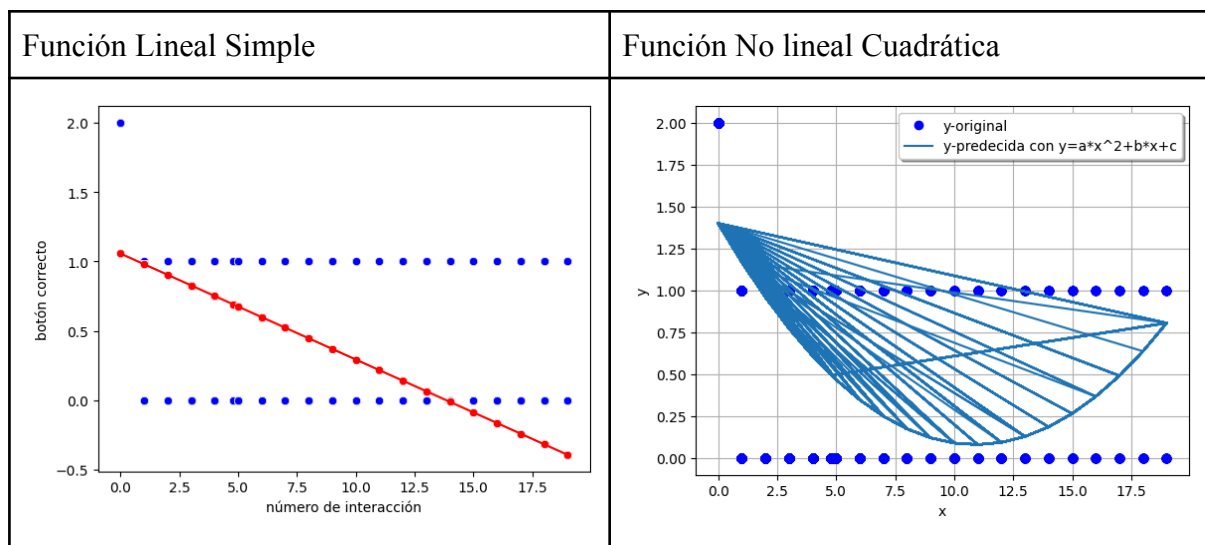 Función Lineal Simple
Función No lineal Cuadrática
2.0
1.5
1.0
0.5
0.0
−0.5
botón correcto
0.0 2.5 5.0 7.5 10.0 12.5 15.0 17.5
número de interacción
y-original
y-predecida con y=a*x^2+b*x+c
2.00
1.75
1.50
1.25
1.00
0.75
0.50
0.25
0.00
y
0.0 2.5 5.0 7.5 10.0 12.5 15.0 17.5
x